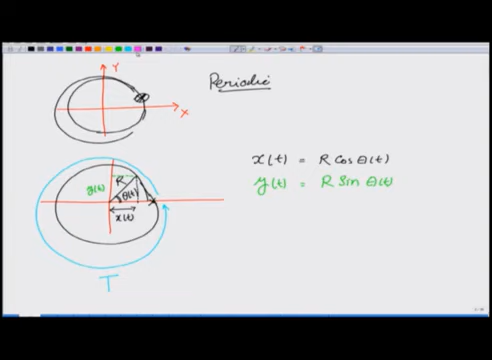 Y
Periodic
X
x(t) = R Cos θ(t)
y(t) = R Sin θ(t)
y(t)
R
θ(t)
x(t)
T